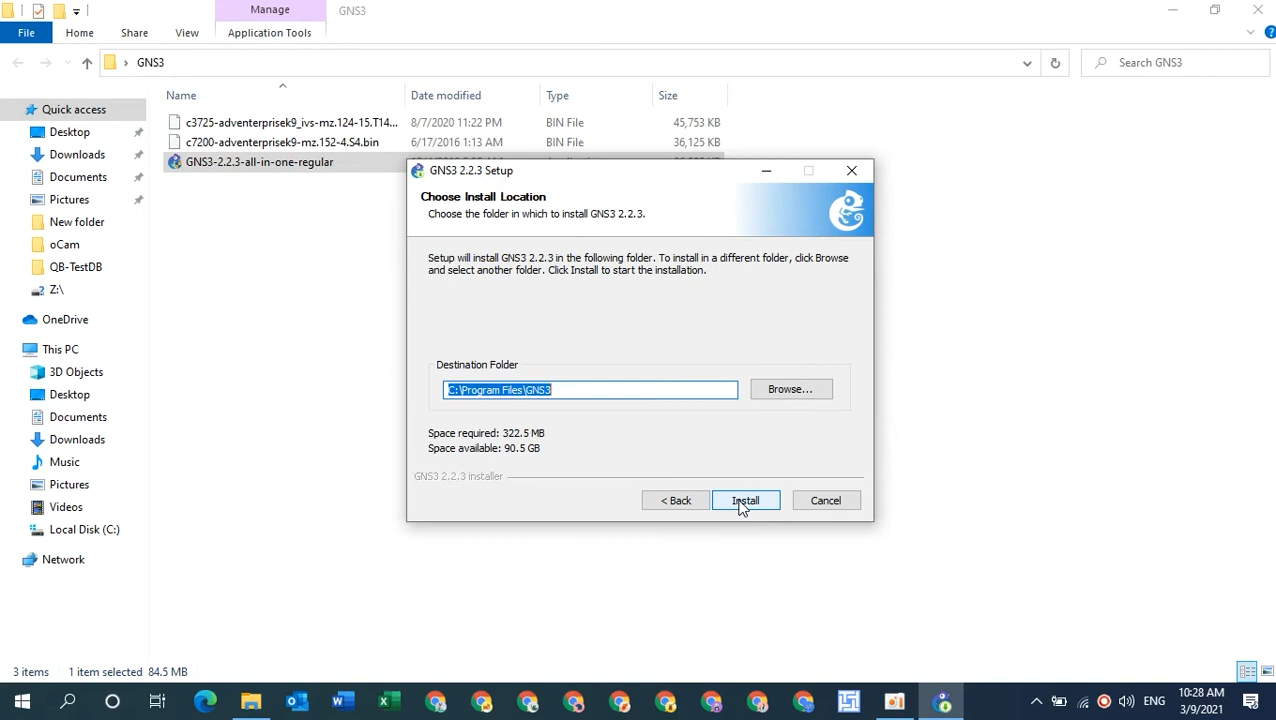 Manage
GNS3
File
Home
Share
View
Application Tools
GNS3
Search GNS3
Quick access
Desktop
Downloads
Documents
Pictures
New folder
oCam
QB-TestDB
Z:\
OneDrive
This PC
3D Objects
Desktop
Documents
Downloads
Music
Pictures
Videos
Local Disk (C:)
Network
Name
Date modified
Type
Size
c3725-adventerprisek9_ivs-mz.124-15.T14...
8/7/2020 11:22 PM
BIN File
45,753 KB
c7200-adventerprisek9-mz.152-4.S4.bin
6/17/2016 1:13 AM
BIN File
36,125 KB
GNS3-2.2.3-all-in-one-regular
GNS3 2.2.3 Setup
Choose Install Location
Choose the folder in which to install GNS3 2.2.3.
Setup will install GNS3 2.2.3 in the following folder. To install in a different folder, click Browse
and select another folder. Click Install to start the installation.
Destination Folder
C:\Program Files\GNS3
Browse...
Space required: 322.5 MB
Space available: 90.5 GB
GNS3 2.2.3 installer
< Back
Install
Cancel
3 items
1 item selected 84.5 MB
ENG
10:28 AM
3/9/2021